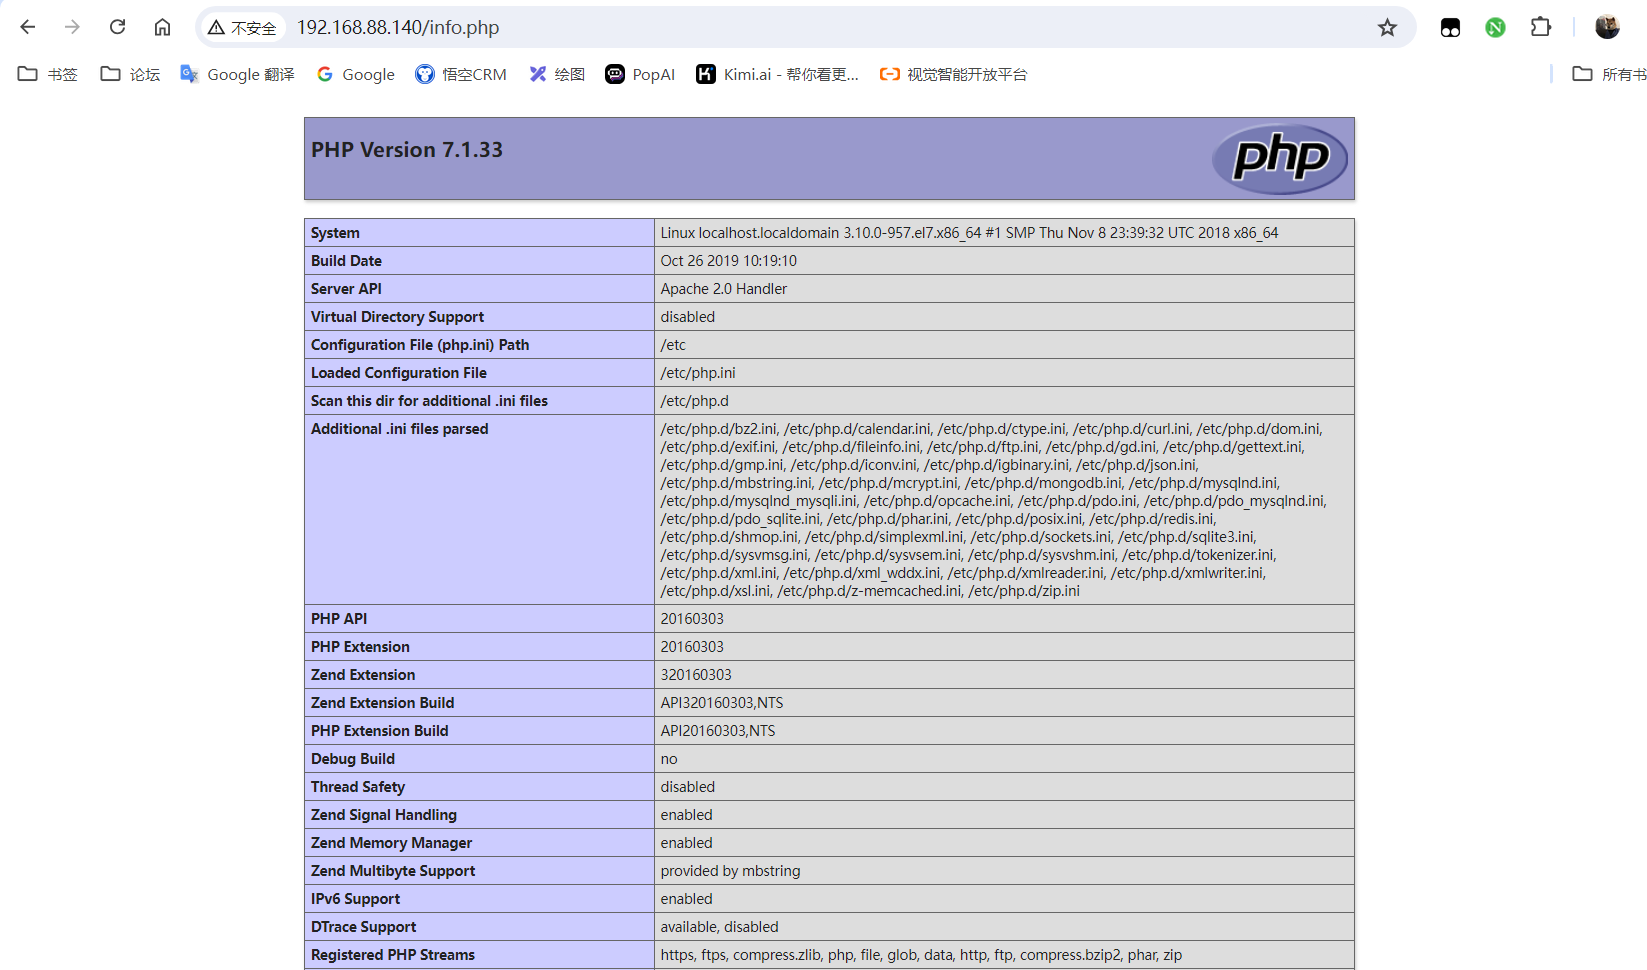 不安全 192.168.88.140/info.php
书签 论坛 Google 翻译 Google 悟空CRM 绘图 PopAI Kimi.ai - 帮你看更... 视觉智能开放平台 所有书
PHP Version 7.1.33 php
System Linux localhost.localdomain 3.10.0-957.el7.x86_64 #1 SMP Thu Nov 8 23:39:32 UTC 2018 x86_64
Build Date Oct 26 2019 10:19:10
Server API Apache 2.0 Handler
Virtual Directory Support disabled
Configuration File (php.ini) Path /etc
Loaded Configuration File /etc/php.ini
Scan this dir for additional .ini files /etc/php.d
Additional .ini files parsed /etc/php.d/bz2.ini, /etc/php.d/calendar.ini, /etc/php.d/ctype.ini, /etc/php.d/curl.ini, /etc/php.d/dom.ini,
/etc/php.d/exif.ini, /etc/php.d/fileinfo.ini, /etc/php.d/ftp.ini, /etc/php.d/gd.ini, /etc/php.d/gettext.ini,
/etc/php.d/gmp.ini, /etc/php.d/iconv.ini, /etc/php.d/igbinary.ini, /etc/php.d/json.ini,
/etc/php.d/mbstring.ini, /etc/php.d/mcrypt.ini, /etc/php.d/mongodb.ini, /etc/php.d/mysqlnd.ini,
/etc/php.d/mysqlnd_mysqli.ini, /etc/php.d/opcache.ini, /etc/php.d/pdo.ini, /etc/php.d/pdo_mysqlnd.ini,
/etc/php.d/pdo_sqlite.ini, /etc/php.d/phar.ini, /etc/php.d/posix.ini, /etc/php.d/redis.ini,
/etc/php.d/shmop.ini, /etc/php.d/simplexml.ini, /etc/php.d/sockets.ini, /etc/php.d/sqlite3.ini,
/etc/php.d/sysvmsg.ini, /etc/php.d/sysvsem.ini, /etc/php.d/sysvshm.ini, /etc/php.d/tokenizer.ini,
/etc/php.d/xml.ini, /etc/php.d/xml_wddx.ini, /etc/php.d/xmlreader.ini, /etc/php.d/xmlwriter.ini,
/etc/php.d/xsl.ini, /etc/php.d/z-memcached.ini, /etc/php.d/zip.ini
PHP API 20160303
PHP Extension 20160303
Zend Extension 320160303
Zend Extension Build API320160303,NTS
PHP Extension Build API20160303,NTS
Debug Build no
Thread Safety disabled
Zend Signal Handling enabled
Zend Memory Manager enabled
Zend Multibyte Support provided by mbstring
IPv6 Support enabled
DTrace Support available, disabled
Registered PHP Streams https, ftps, compress.zlib, php, file, glob, data, http, ftp, compress.bzip2, phar, zip